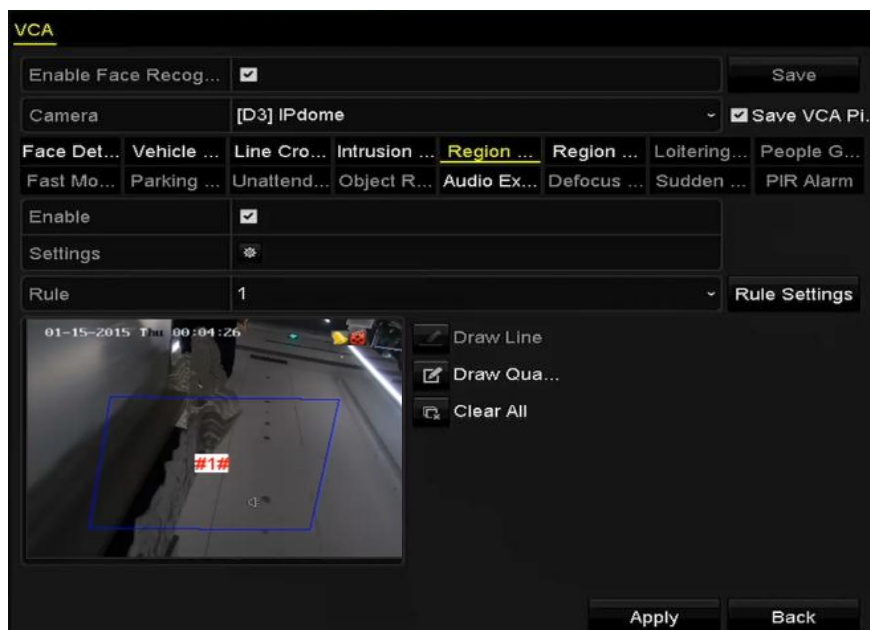 VCA
Enable Face Recog... Save
Camera [D3] IPdome Save VCA Pi.
Face Det... Vehicle ... Line Cro... Intrusion ... Region ... Region ... Loitering... People G...
Fast Mo... Parking ... Unattend... Object R... Audio Ex... Defocus ... Sudden ... PIR Alarm
Enable
Settings
Rule 1 Rule Settings
01-15-2015 Thu 00:04:26
Draw Line
Draw Qua...
Clear All
#1#
Apply Back